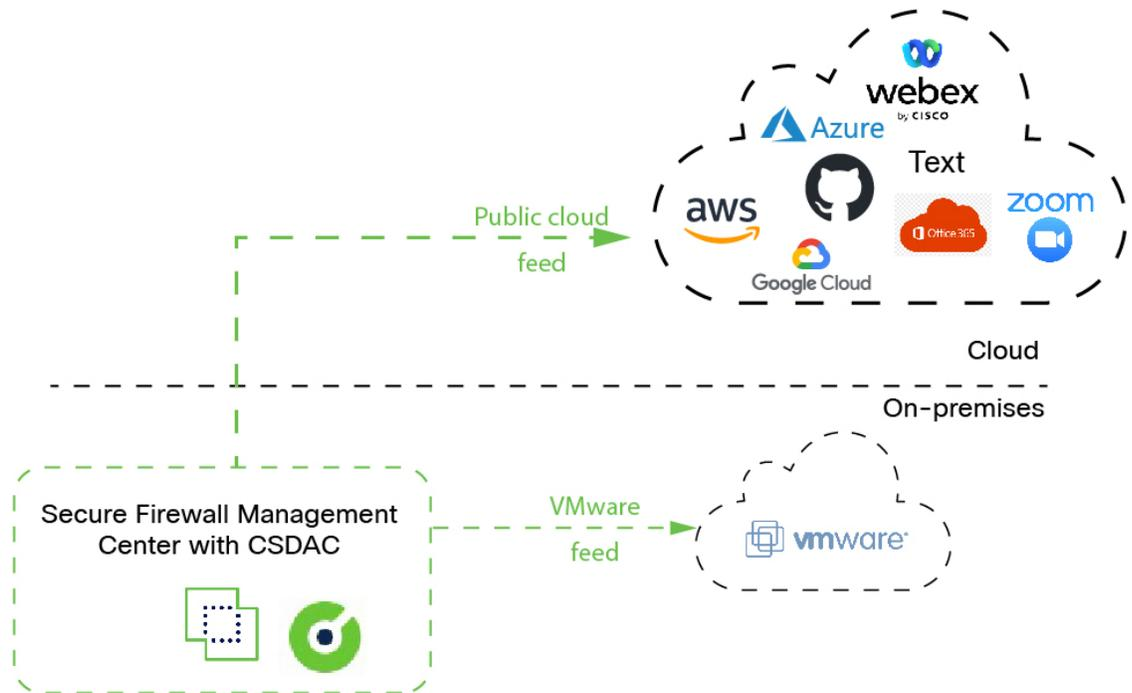 webex
by CISCO
Azure
Text
aws
Office 365
zoom
Google Cloud
Public cloud
feed
Cloud
On-premises
Secure Firewall Management
Center with CSDAC
VMware
feed
vmware®